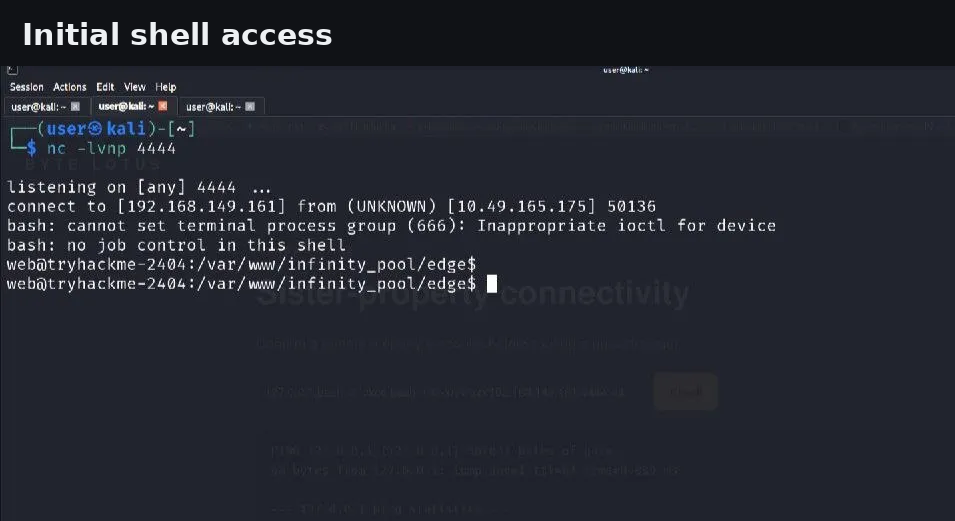 Initial shell access
user@kali: ~
Session Actions Edit View Help
user@kali: ~ user@kali: ~ user@kali: ~
(user㉿kali)-[~]
$ nc -lvnp 4444
BYTE LOTUS
listening on [any] 4444 ...
connect to [192.168.149.161] from (UNKNOWN) [10.49.165.175] 50136
bash: cannot set terminal process group (666): Inappropriate ioctl for device
bash: no job control in this shell
web@tryhackme-2404:/var/www/infinity_pool/edge$
web@tryhackme-2404:/var/www/infinity_pool/edge$
Sister-property connectivity